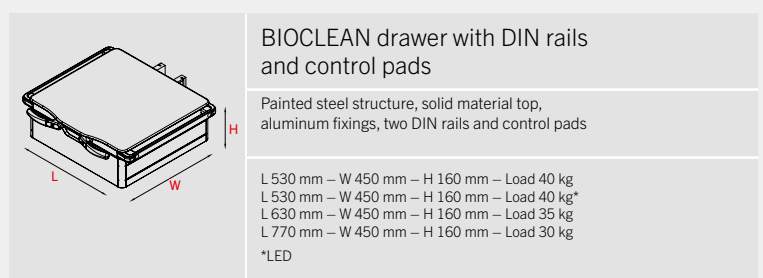 BIOCLEAN drawer with DIN rails
and control pads
Painted steel structure, solid material top,
aluminum fixings, two DIN rails and control pads
H
L
W
L 530 mm – W 450 mm – H 160 mm – Load 40 kg
L 530 mm – W 450 mm – H 160 mm – Load 40 kg*
L 630 mm – W 450 mm – H 160 mm – Load 35 kg
L 770 mm – W 450 mm – H 160 mm – Load 30 kg
*LED